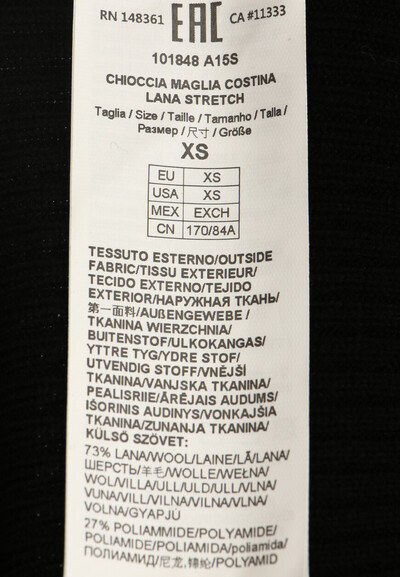 RN 148361 EAC CA #11333
101848 A15S
CHIOCCIA MAGLIA COSTINA
LANA STRETCH
Taglia / Size / Taille / Tamanho / Talla /
Размер / 尺寸 / Größe
XS
EU XS
USA XS
MEX EXCH
CN 170/84A
TESSUTO ESTERNO/OUTSIDE
FABRIC/TISSU EXTERIEUR/
TECIDO EXTERNO/TEJIDO
EXTERIOR/НАРУЖНАЯ ТКАНЬ/
第一面料/AUßENGEWEBE /
TKANINA WIERZCHNIA/
BUITENSTOF/ULKOKANGAS/
YTTRE TYG/YDRE STOF/
UTVENDIG STOFF/VNĚJŠÍ
TKANINA/VANJSKA TKANINA/
PEALISRIIE/ĀRĒJAIS AUDUMS/
IŠORINIS AUDINYS/VONKAJŠIA
TKANINA/ZUNANJA TKANINA/
KÜLSŐ SZÖVET:
73% LANA/WOOL/LAINE/LÃ/LANA/
ШЕРСТЬ/羊毛/WOLLE/WEŁNA/
WOL/VILLA/ULL/ULD/ULL/VLNA/
VUNA/VILL/VILNA/VILNA/VLNA/
VOLNA/GYAPJÚ
27% POLIAMMIDE/POLYAMIDE/
POLIAMIDE/POLIAMIDA/poliamida/
ПОЛИАМИД/尼龙,锦纶/POLYAMID